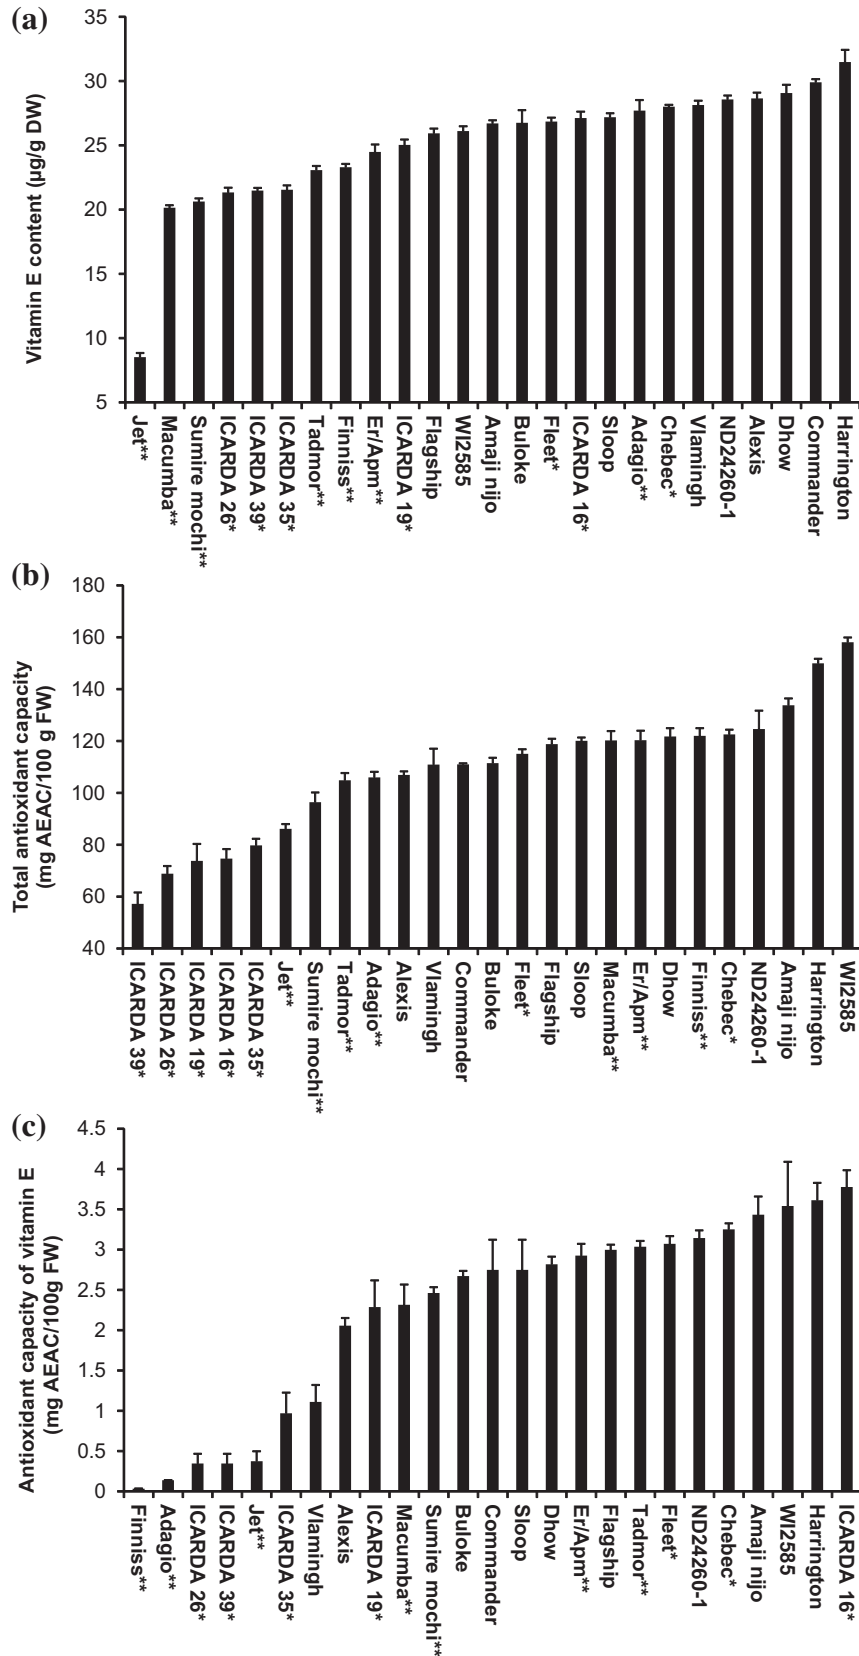 (a)
Vitamin E content (µg/g DW)
35
30
25
20
15
10
5
Jet**
Macumba**
Sumire mochi**
ICARDA 26*
ICARDA 39*
ICARDA 35*
Tadmor**
Finniss**
Er/Apm**
ICARDA 19*
Flagship
WI2585
Amaji nijo
Buloke
Fleet*
ICARDA 16*
Sloop
Adagio**
Chebec*
Vlamingh
ND24260-1
Alexis
Dhow
Commander
Harrington
(b)
Total antioxidant capacity
(mg AEAC/100 g FW)
180
160
140
120
100
80
60
40
ICARDA 39*
ICARDA 26*
ICARDA 19*
ICARDA 16*
ICARDA 35*
Jet**
Sumire mochi**
Tadmor**
Adagio**
Alexis
Vlamingh
Commander
Buloke
Fleet*
Flagship
Sloop
Macumba**
Er/Apm**
Dhow
Finniss**
Chebec*
ND24260-1
Amaji nijo
Harrington
WI2585
(c)
Antioxidant capacity of vitamin E
(mg AEAC/100g FW)
4.5
4
3.5
3
2.5
2
1.5
1
0.5
0
Finniss**
Adagio**
ICARDA 26*
ICARDA 39*
Jet**
ICARDA 35*
Vlamingh
Alexis
ICARDA 19*
Macumba**
Sumire mochi**
Buloke
Commander
Sloop
Dhow
Er/Apm**
Flagship
Tadmor**
Fleet*
ND24260-1
Chebec*
Amaji nijo
WI2585
Harrington
ICARDA 16*